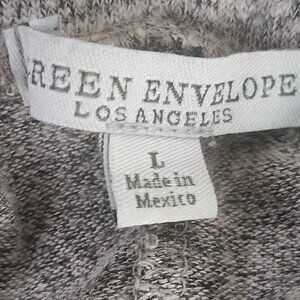 REEN ENVELOPE
LOS ANGELES
L
Made in
Mexico